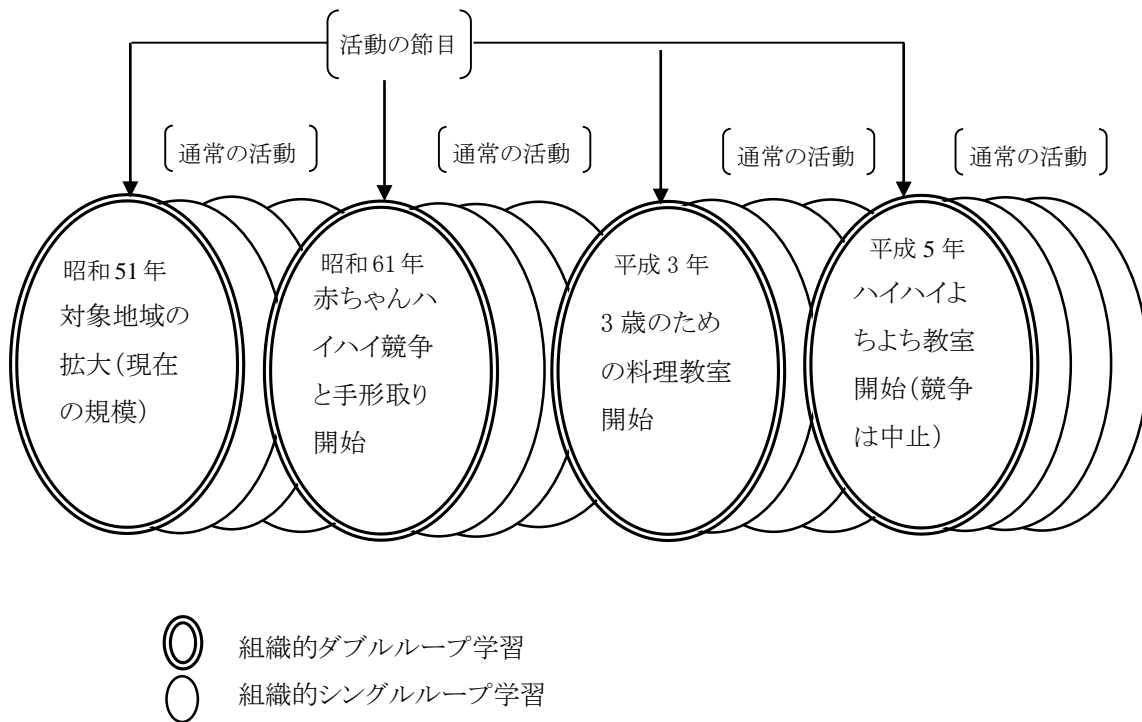 活動の節目
通常の活動
通常の活動
通常の活動
通常の活動
昭和 51 年
対象地域の
拡大(現在
の規模)
昭和 61 年
赤ちゃんハ
イハイ競争
と手形取り
開始
平成 3 年
3 歳のため
の料理教室
開始
平成 5 年
ハイハイよ
ちよち教室
開始(競争
は中止)
組織的ダブルループ学習
組織的シングルループ学習